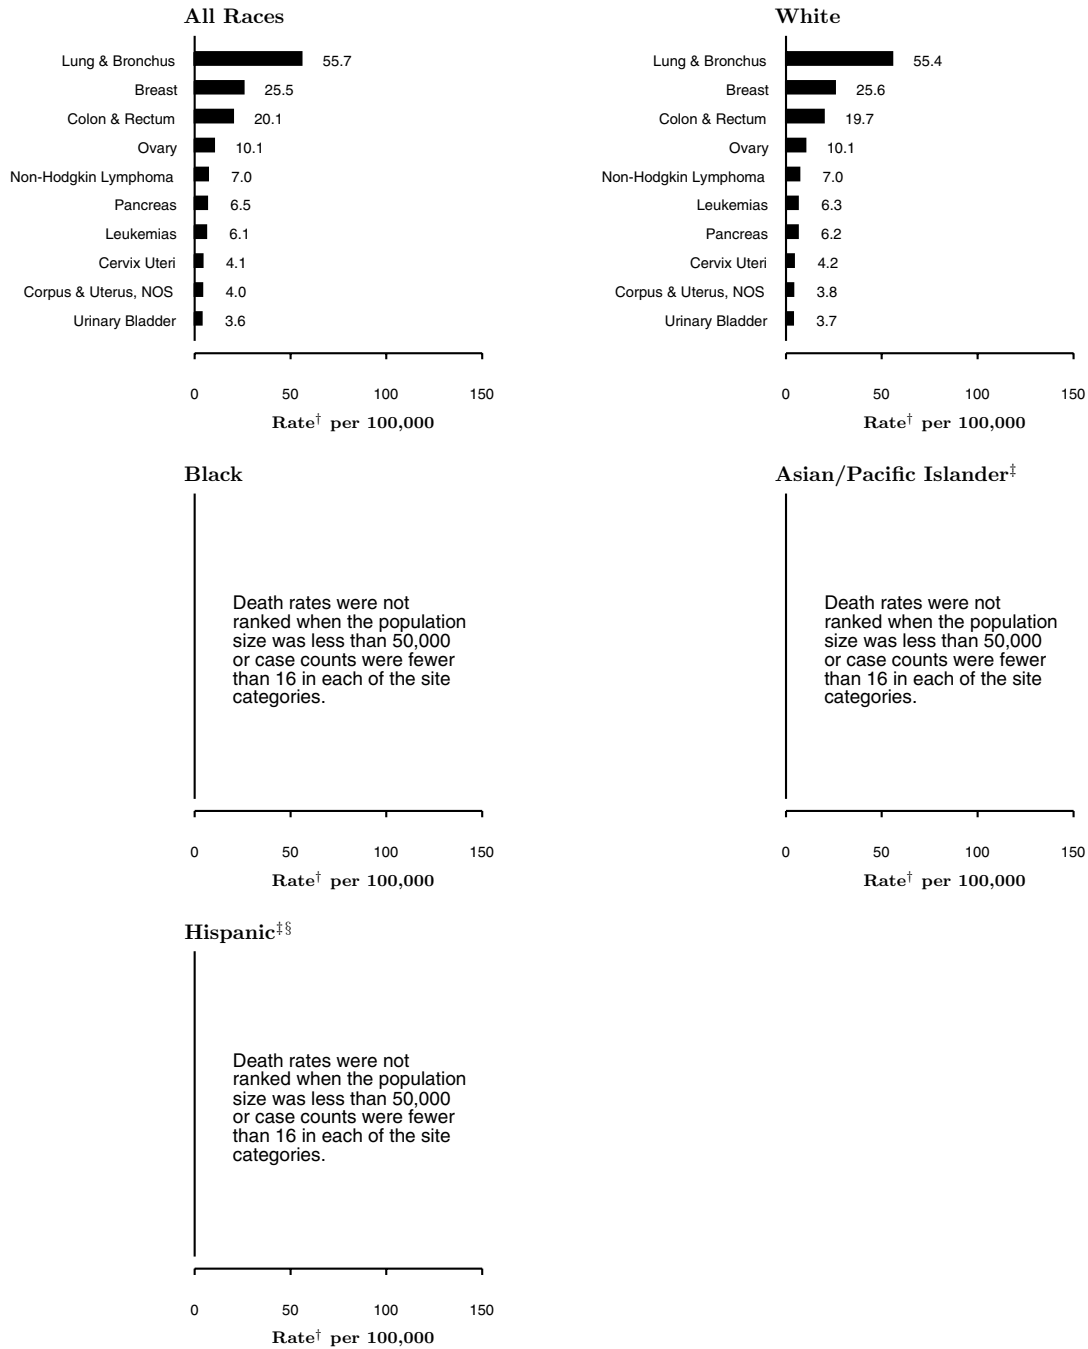 All Races
Lung & Bronchus 55.7
Breast 25.5
Colon & Rectum 20.1
Ovary 10.1
Non-Hodgkin Lymphoma 7.0
Pancreas 6.5
Leukemias 6.1
Cervix Uteri 4.1
Corpus & Uterus, NOS 4.0
Urinary Bladder 3.6
0 50 100 150
Rate† per 100,000
White
Lung & Bronchus 55.4
Breast 25.6
Colon & Rectum 19.7
Ovary 10.1
Non-Hodgkin Lymphoma 7.0
Leukemias 6.3
Pancreas 6.2
Cervix Uteri 4.2
Corpus & Uterus, NOS 3.8
Urinary Bladder 3.7
0 50 100 150
Rate† per 100,000
Black
Death rates were not
ranked when the population
size was less than 50,000
or case counts were fewer
than 16 in each of the site
categories.
0 50 100 150
Rate† per 100,000
Asian/Pacific Islander‡
Death rates were not
ranked when the population
size was less than 50,000
or case counts were fewer
than 16 in each of the site
categories.
0 50 100 150
Rate† per 100,000
Hispanic‡§
Death rates were not
ranked when the population
size was less than 50,000
or case counts were fewer
than 16 in each of the site
categories.
0 50 100 150
Rate† per 100,000